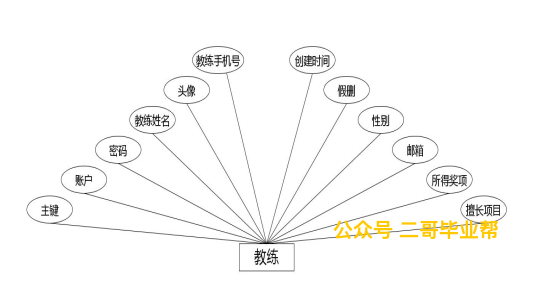 教练手机号
创建时间
头像
假删
教练姓名
性别
密码
邮箱
账户
所得奖项
主键
擅长项目
公众号 二哥毕业帮
教练